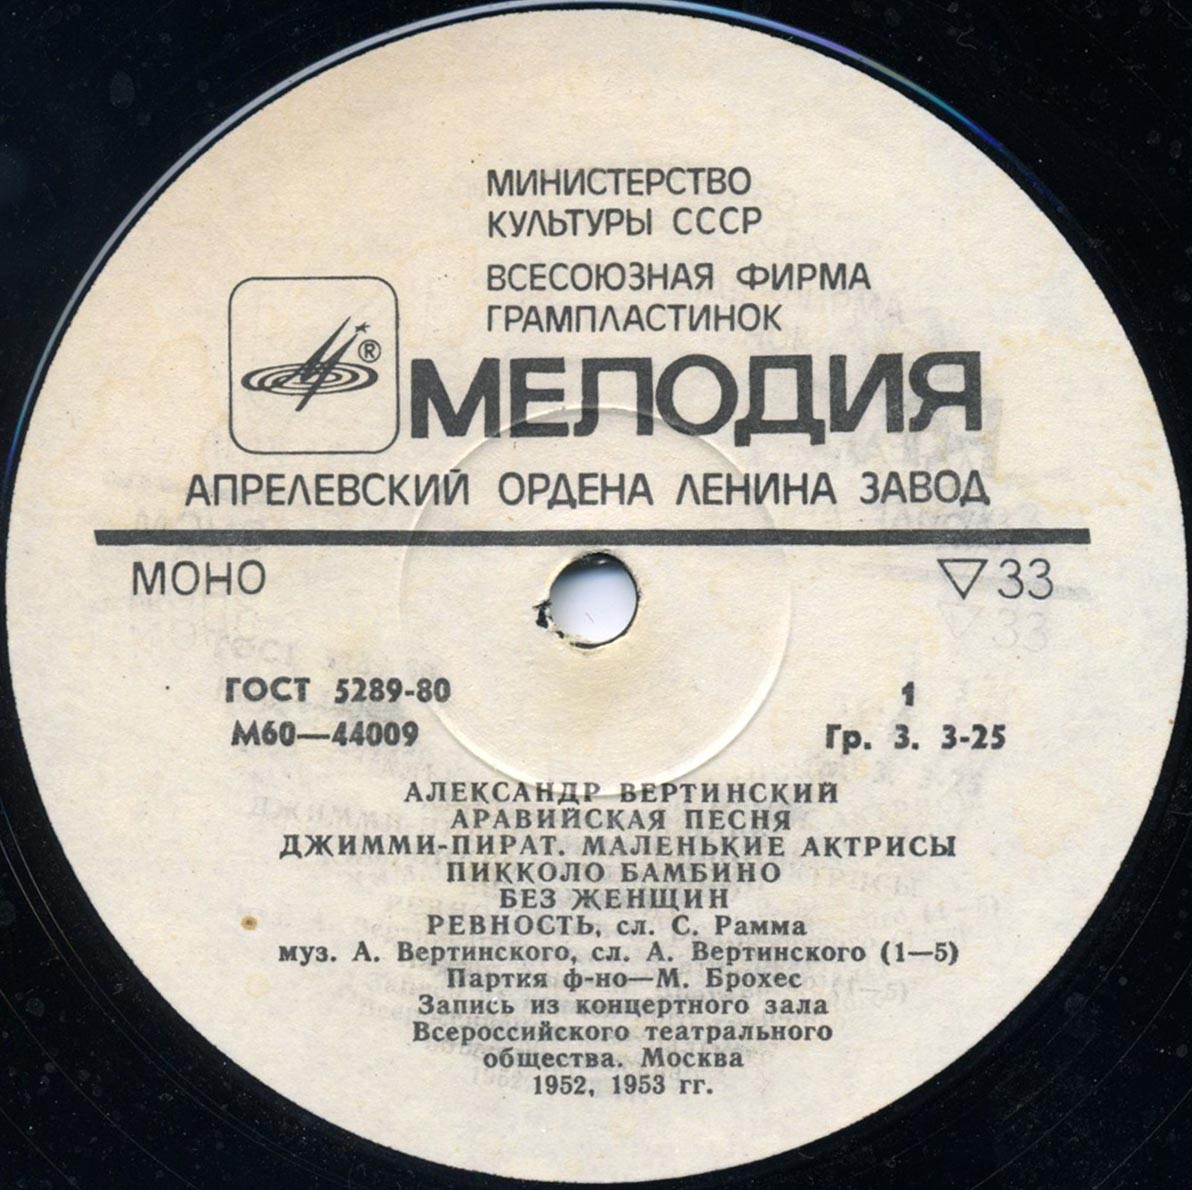 МИНИСТЕРСТВО
КУЛЬТУРЫ СССР
ВСЕСОЮЗНАЯ ФИРМА
ГРАМПЛАСТИНОК
®
МЕЛОДИЯ
АПРЕЛЕВСКИЙ ОРДЕНА ЛЕНИНА ЗАВОД
МОНО ▽ 33
ГОСТ 5289-80 1
М60—44009 Гр. 3. 3-25
АЛЕКСАНДР ВЕРТИНСКИЙ
АРАВИЙСКАЯ ПЕСНЯ
ДЖИММИ-ПИРАТ. МАЛЕНЬКИЕ АКТРИСЫ
ПИККОЛО БАМБИНО
БЕЗ ЖЕНЩИН
РЕВНОСТЬ, сл. С. Рамма
муз. А. Вертинского, сл. А. Вертинского (1—5)
Партия ф-но—М. Брохес
Запись из концертного зала
Всероссийского театрального
общества. Москва
1952, 1953 гг.